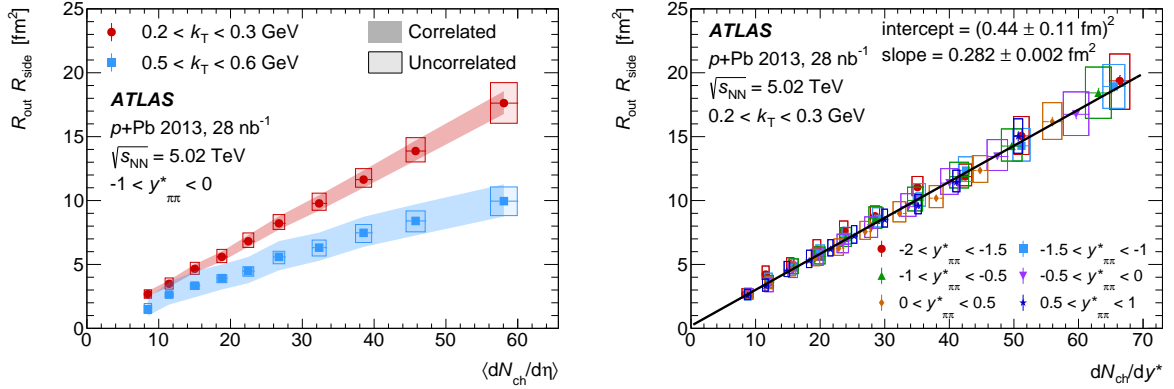 R_out R_side [fm²]
25
20
15
10
5
0
0 10 20 30 40 50 60
⟨dN_ch/dη⟩
0.2 < k_T < 0.3 GeV
0.5 < k_T < 0.6 GeV
Correlated
Uncorrelated
ATLAS
p+Pb 2013, 28 nb⁻¹
√s_NN = 5.02 TeV
-1 < y*_ππ < 0
R_out R_side [fm²]
25
20
15
10
5
0
0 10 20 30 40 50 60 70
dN_ch/dy*
ATLAS
p+Pb 2013, 28 nb⁻¹
√s_NN = 5.02 TeV
0.2 < k_T < 0.3 GeV
intercept = (0.44 ± 0.11 fm)²
slope = 0.282 ± 0.002 fm²
-2 < y*_ππ < -1.5
-1.5 < y*_ππ < -1
-1 < y*_ππ < -0.5
-0.5 < y*_ππ < 0
0 < y*_ππ < 0.5
0.5 < y*_ππ < 1